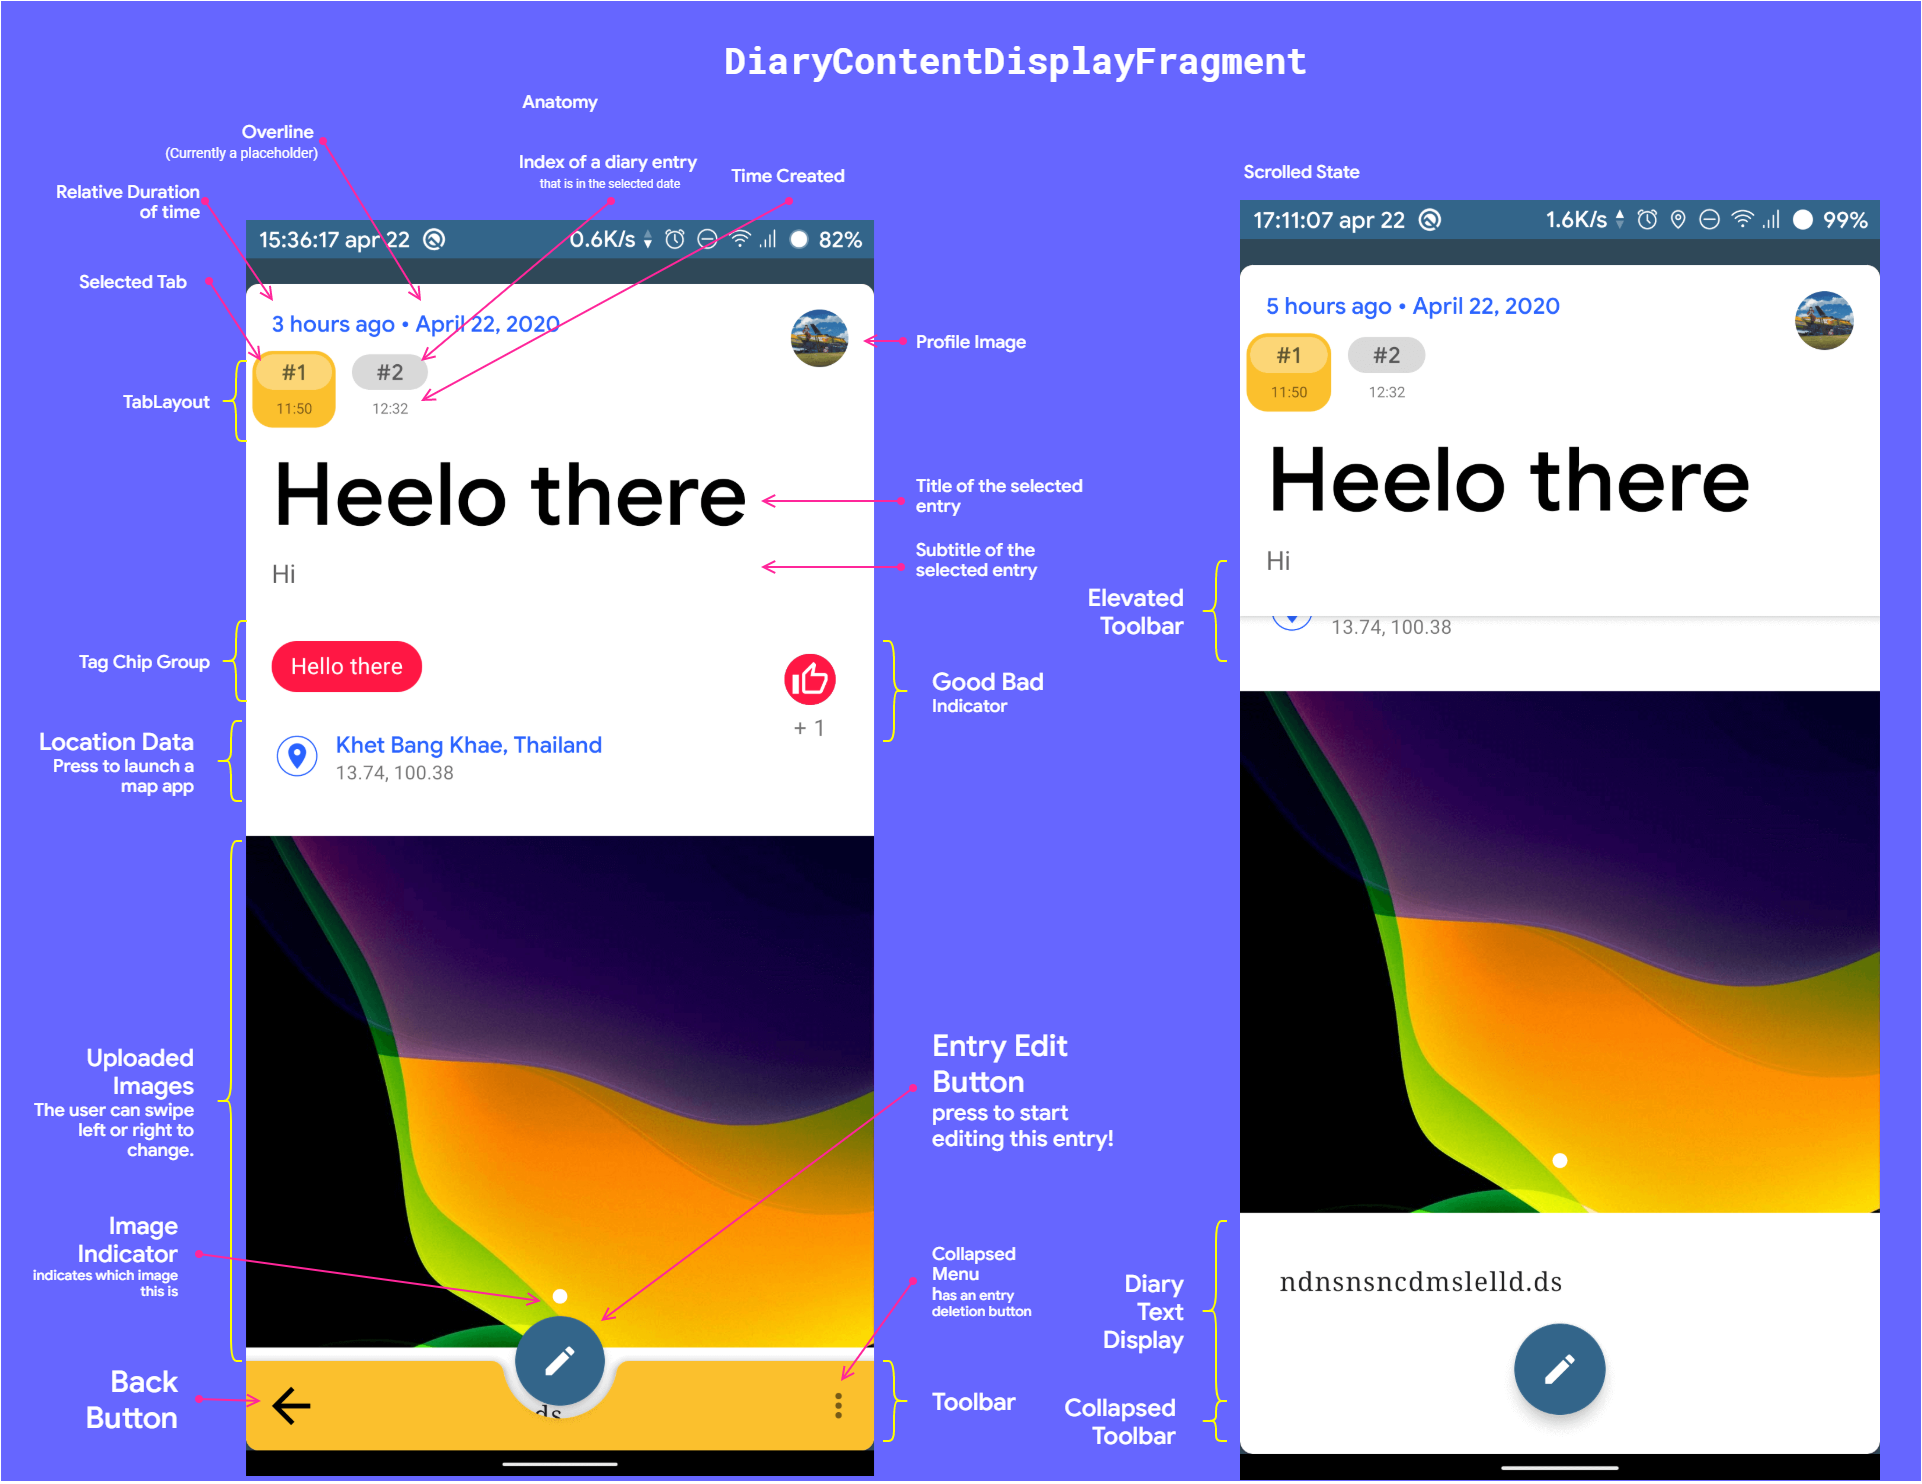 DiaryContentDisplayFragment
Anatomy
Overline
(Currently a placeholder)
Index of a diary entry
that is in the selected date
Time Created
Relative Duration
of time
Selected Tab
TabLayout
15:36:17 apr 22
0.6K/s
82%
3 hours ago • April 22, 2020
#1
#2
11:50
12:32
Profile Image
Heelo there
Title of the selected
entry
Hi
Subtitle of the
selected entry
Tag Chip Group
Hello there
+ 1
Good Bad
Indicator
Location Data
Press to launch a
map app
Khet Bang Khae, Thailand
13.74, 100.38
Uploaded
Images
The user can swipe
left or right to
change.
Entry Edit
Button
press to start
editing this entry!
Image
Indicator
indicates which image
this is
Collapsed
Menu
has an entry
deletion button
Back
Button
ds
Toolbar
Scrolled State
17:11:07 apr 22
1.6K/s
99%
5 hours ago • April 22, 2020
#1
#2
11:50
12:32
Heelo there
Hi
Elevated
Toolbar
13.74, 100.38
Diary
Text
Display
ndnsnsncdmslelld.ds
Collapsed
Toolbar